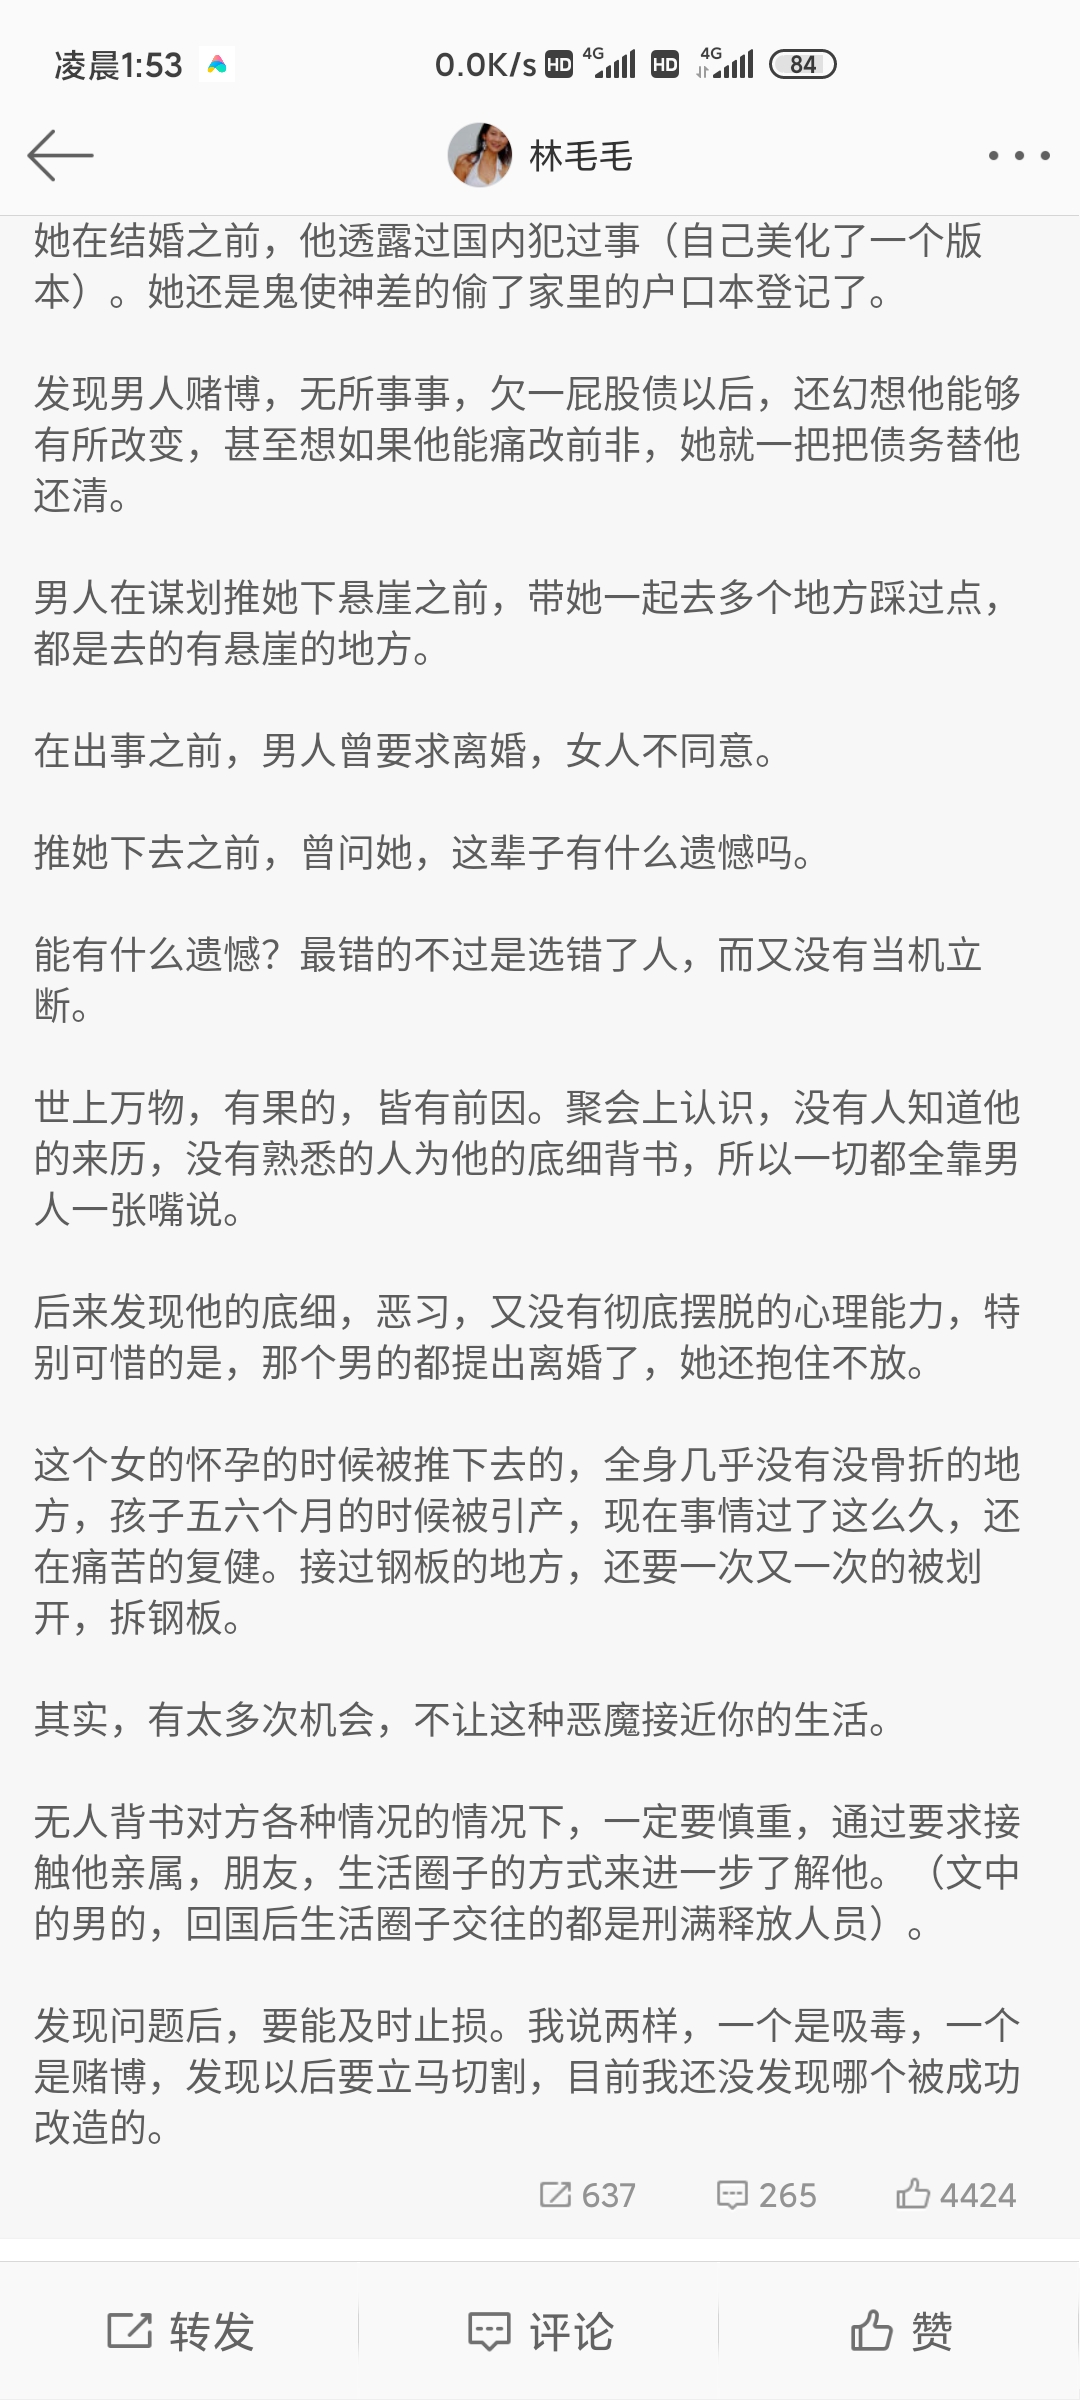 凌晨1:53 0.0K/s HD 4G HD 4G 84
林毛毛
她在结婚之前，他透露过国内犯过事（自己美化了一个版
本）。她还是鬼使神差的偷了家里的户口本登记了。
发现男人赌博，无所事事，欠一屁股债以后，还幻想他能够
有所改变，甚至想如果他能痛改前非，她就一把把债务替他
还清。
男人在谋划推她下悬崖之前，带她一起去多个地方踩过点，
都是去的有悬崖的地方。
在出事之前，男人曾要求离婚，女人不同意。
推她下去之前，曾问她，这辈子有什么遗憾吗。
能有什么遗憾？最错的不过是选错了人，而又没有当机立
断。
世上万物，有果的，皆有前因。聚会上认识，没有人知道他
的来历，没有熟悉的人为他的底细背书，所以一切都全靠男
人一张嘴说。
后来发现他的底细，恶习，又没有彻底摆脱的心理能力，特
别可惜的是，那个男的都提出离婚了，她还抱住不放。
这个女的怀孕的时候被推下去的，全身几乎没有没骨折的地
方，孩子五六个月的时候被引产，现在事情过了这么久，还
在痛苦的复健。接过钢板的地方，还要一次又一次的被划
开，拆钢板。
其实，有太多次机会，不让这种恶魔接近你的生活。
无人背书对方各种情况的情况下，一定要慎重，通过要求接
触他亲属，朋友，生活圈子的方式来进一步了解他。（文中
的男的，回国后生活圈子交往的都是刑满释放人员）。
发现问题后，要能及时止损。我说两样，一个是吸毒，一个
是赌博，发现以后要立马切割，目前我还没发现哪个被成功
改造的。
637 265 4424
转发 评论 赞